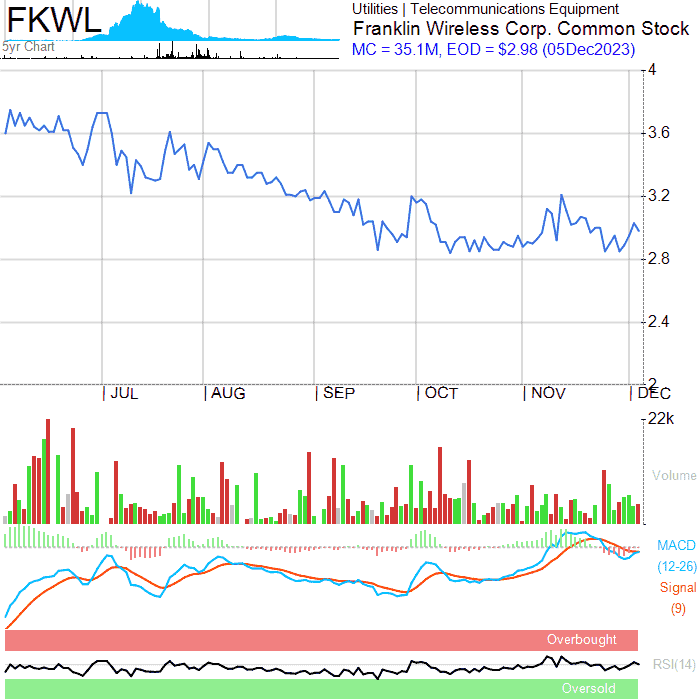 FKWL
5yr Chart
Utilities | Telecommunications Equipment
Franklin Wireless Corp. Common Stock
MC = 35.1M, EOD = $2.98 (05Dec2023)
4
3.6
3.2
2.8
2.4
2
JUL AUG SEP OCT NOV DEC
22k
Volume
MACD
(12-26)
Signal
(9)
Overbought
RSI(14)
Oversold